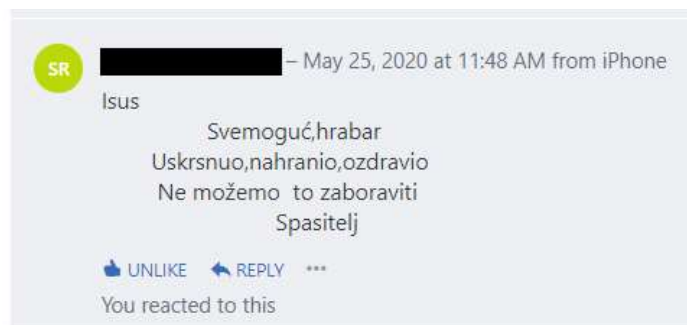 SR
– May 25, 2020 at 11:48 AM from iPhone
Isus
Svemoguć,hrabar
Uskrsnuo,nahranio,ozdravio
Ne možemo  to zaboraviti
Spasitelj
UNLIKE REPLY •••
You reacted to this